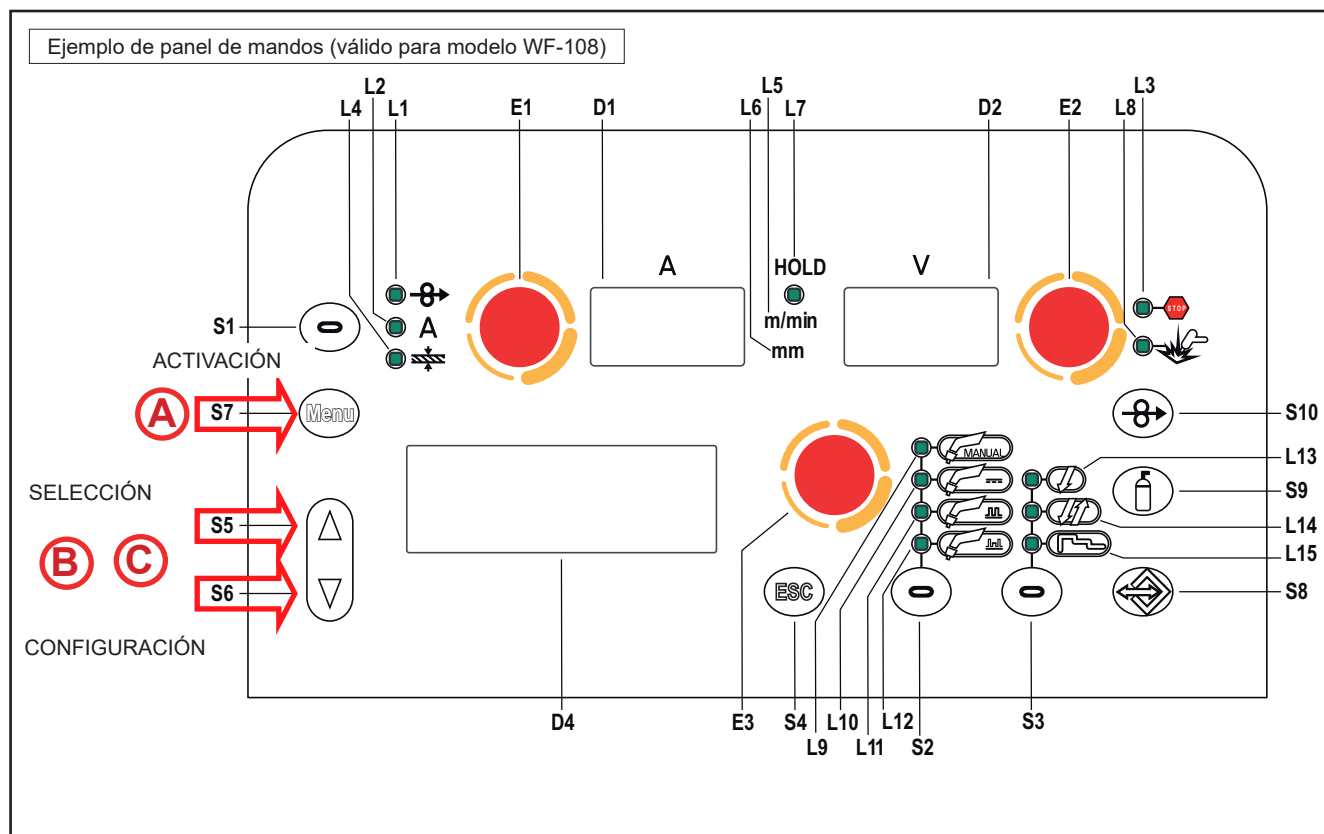 Ejemplo de panel de mandos (válido para modelo WF-108)
L2
L5
L3
L4
L1
E1
D1
L6
L7
D2
E2
L8
A
HOLD
V
m/min
mm
STOP
S1
A
ACTIVACIÓN
A
S7
Menu
S10
MANUAL
L13
SELECCIÓN
S9
S5
L14
B
C
L15
S6
ESC
S8
CONFIGURACIÓN
D4
E3
S4
L10
L12
S3
L9
L11
S2